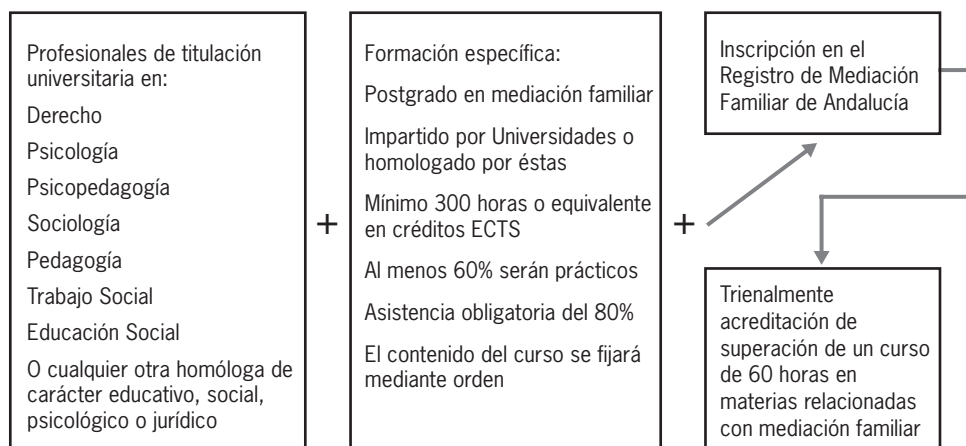 Profesionales de titulación
universitaria en:
Derecho
Psicología
Psicopedagogía
Sociología
Pedagogía
Trabajo Social
Educación Social
O cualquier otra homóloga de
carácter educativo, social,
psicológico o jurídico
+
Formación específica:
Postgrado en mediación familiar
Impartido por Universidades o
homologado por éstas
Mínimo 300 horas o equivalente
en créditos ECTS
Al menos 60% serán prácticos
Asistencia obligatoria del 80%
El contenido del curso se fijará
mediante orden
+
Inscripción en el
Registro de Mediación
Familiar de Andalucía
Trienalmente
acreditación de
superación de un curso
de 60 horas en
materias relacionadas
con mediación familiar